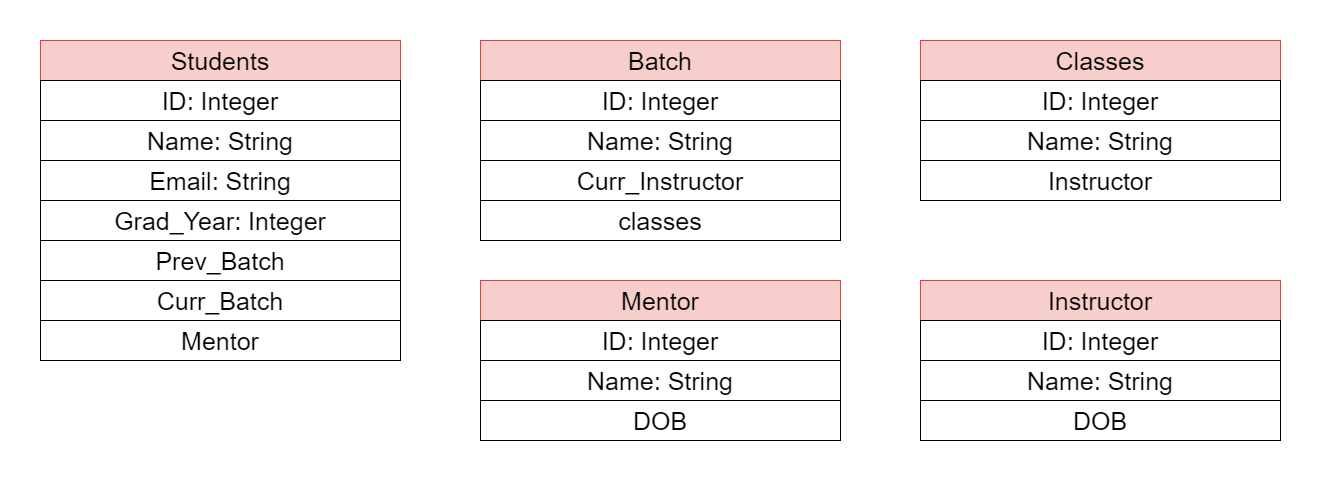 Students
ID: Integer
Name: String
Email: String
Grad_Year: Integer
Prev_Batch
Curr_Batch
Mentor
Batch
ID: Integer
Name: String
Curr_Instructor
classes
Classes
ID: Integer
Name: String
Instructor
Mentor
ID: Integer
Name: String
DOB
Instructor
ID: Integer
Name: String
DOB